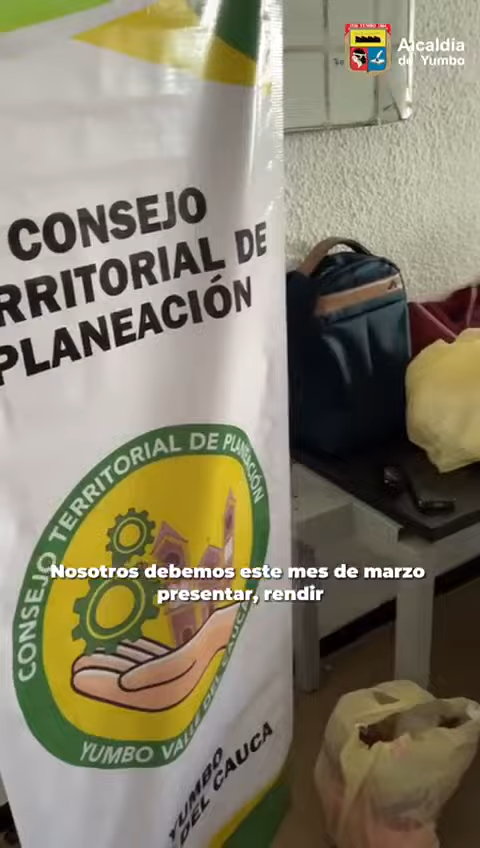 Alcaldía
de Yumbo
CONSEJO
RRITORIAL DE
PLANEACIÓN
CONSEJO TERRITORIAL DE PLANEACIÓN
YUMBO VALLE DEL CAUCA
YUMBO
DEL CAUCA
Nosotros debemos este mes de marzo
presentar, rendir